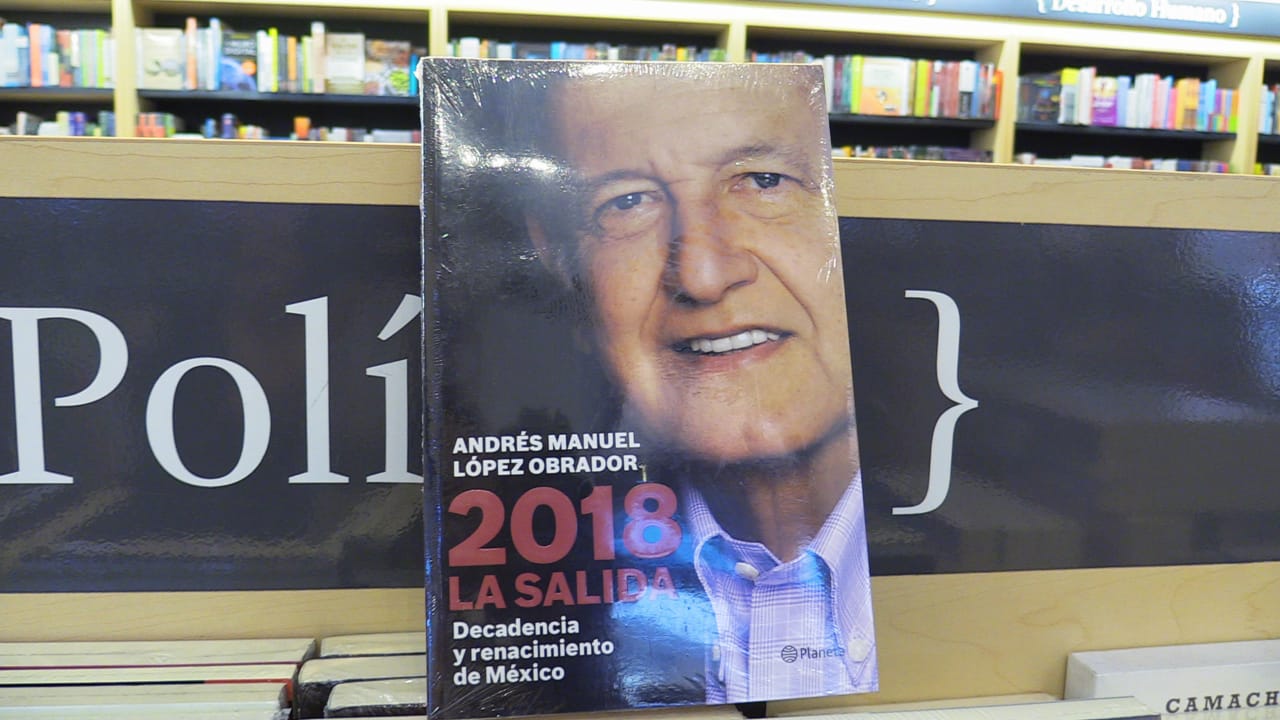 { Desarrollo Humano }
Polí
}
ANDRÉS MANUEL
LÓPEZ OBRADOR
2018
LA SALIDA
Decadencia
y renacimiento
de México
Planeta
CAMACH